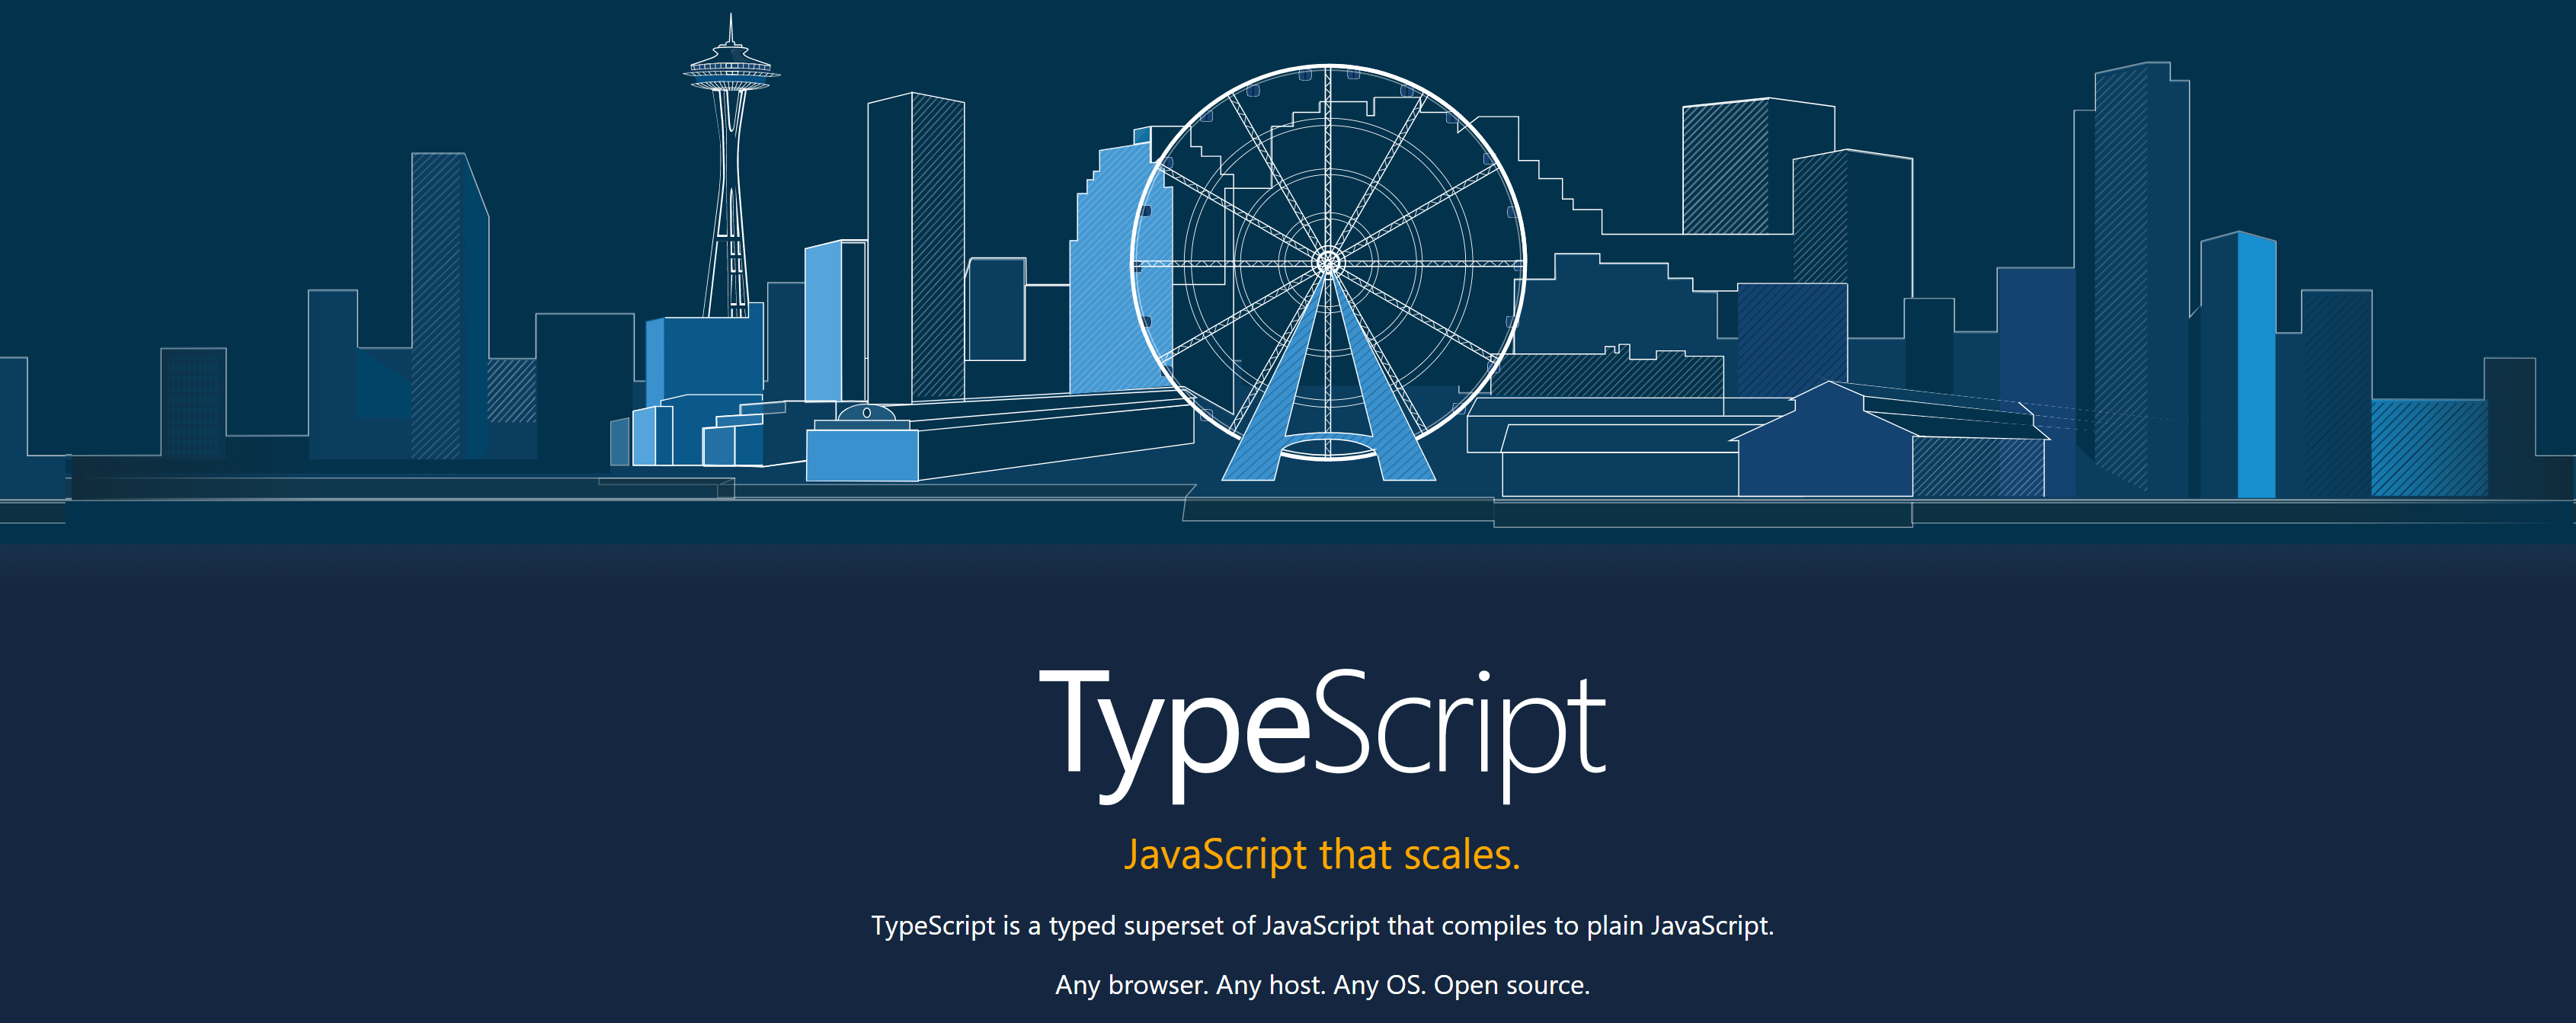 TypeScript
JavaScript that scales.
TypeScript is a typed superset of JavaScript that compiles to plain JavaScript.
Any browser. Any host. Any OS. Open source.